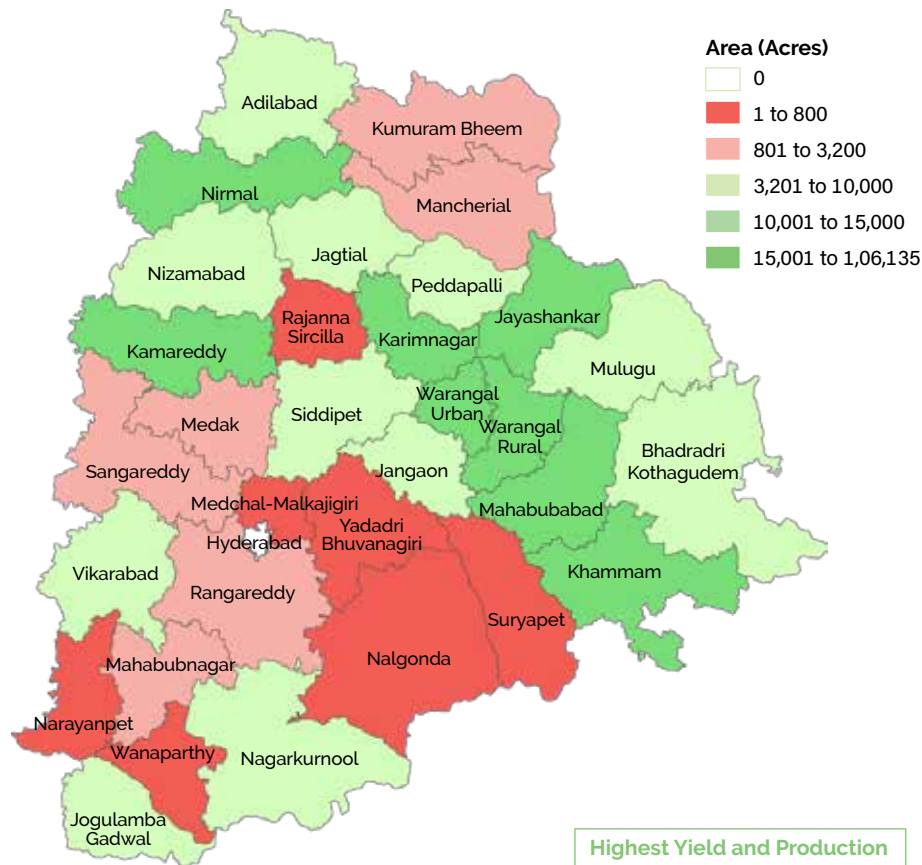 Area (Acres)
0
1 to 800
801 to 3,200
3,201 to 10,000
10,001 to 15,000
15,001 to 1,06,135
Adilabad
Kumuram Bheem
Nirmal
Mancherial
Jagtial
Nizamabad
Peddapalli
Rajanna
Sircilla
Jayashankar
Karimnagar
Kamareddy
Mulugu
Warangal
Urban
Siddipet
Medak
Warangal
Rural
Bhadradri
Kothagudem
Sangareddy
Jangaon
Medchal-Malkajigiri
Mahabubabad
Yadadri
Bhuvanagiri
Hyderabad
Vikarabad
Khammam
Rangareddy
Suryapet
Nalgonda
Mahabubnagar
Narayanpet
Wanaparthy
Nagarkurnool
Jogulamba
Gadwal
Highest Yield and Production